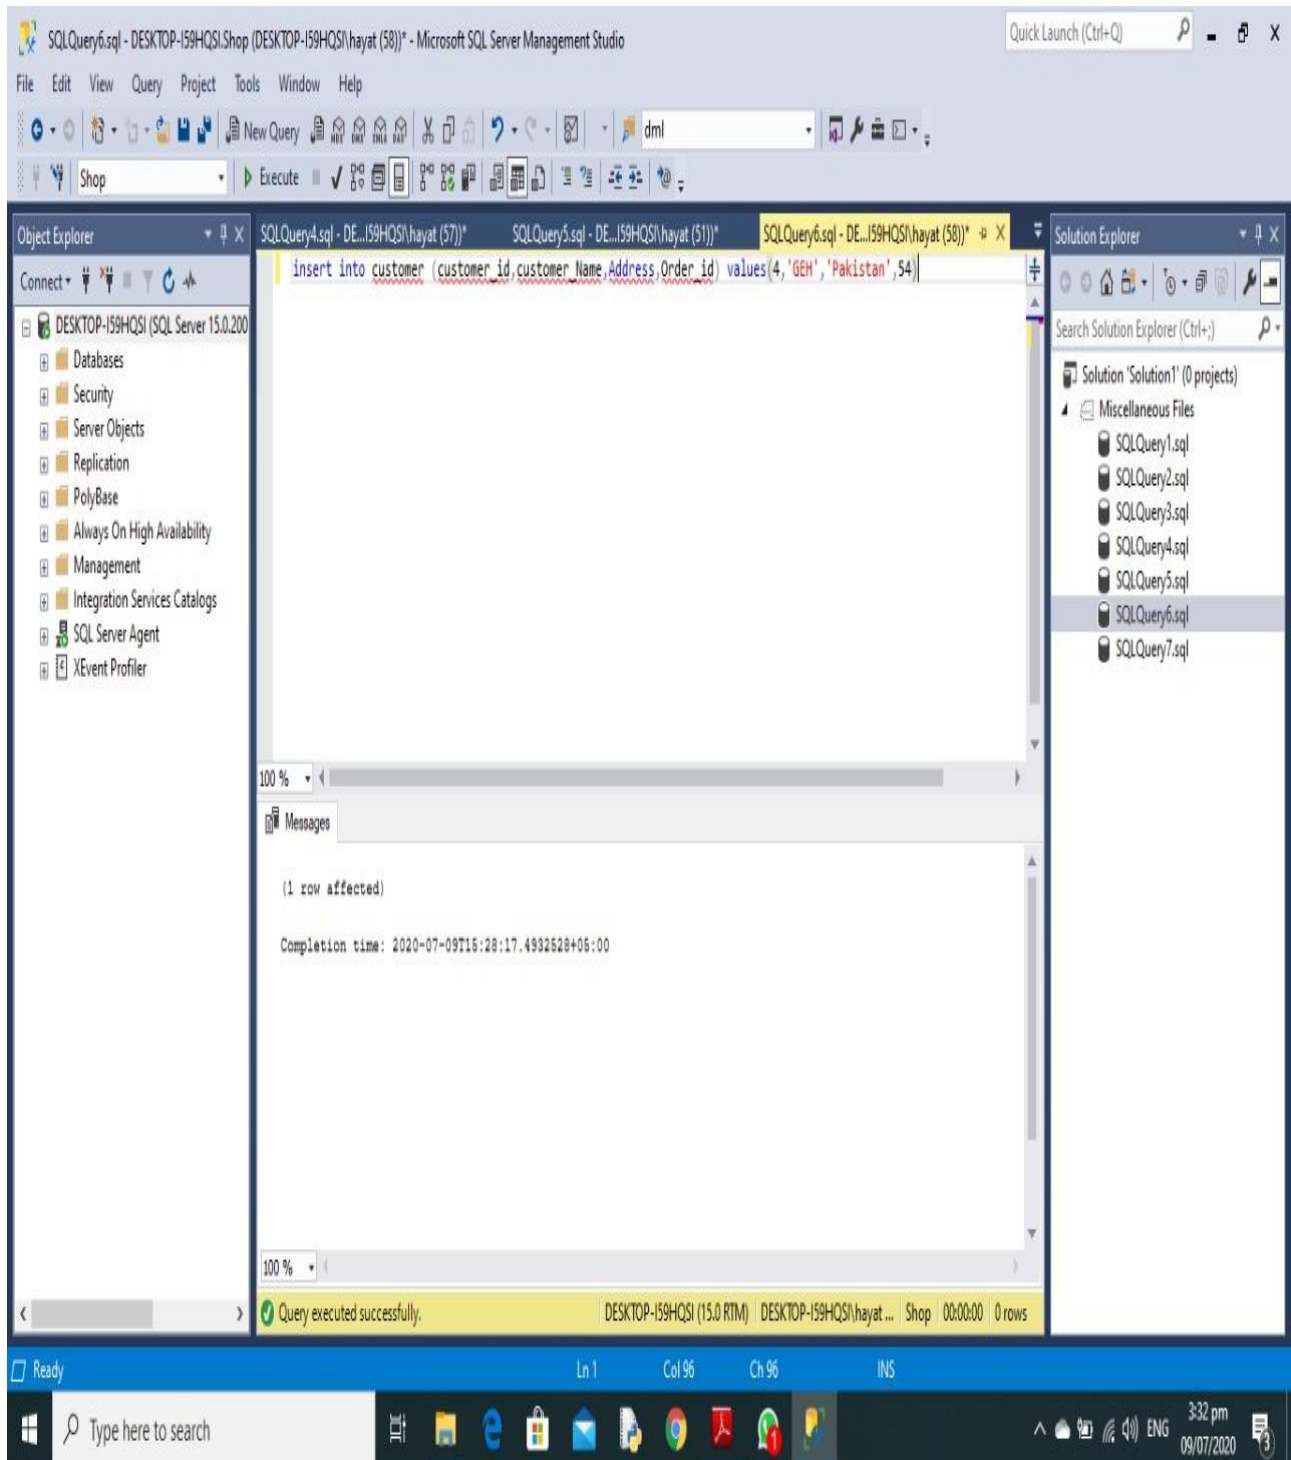 SQLQuery6.sql - DESKTOP-I59HQSI.Shop (DESKTOP-I59HQSI\hayat (58))* - Microsoft SQL Server Management Studio
Quick Launch (Ctrl+Q)
File Edit View Query Project Tools Window Help
New Query MDX DMX XMLA DAX dml
Shop Execute
Object Explorer
Connect
DESKTOP-I59HQSI (SQL Server 15.0.200
Databases
Security
Server Objects
Replication
PolyBase
Always On High Availability
Management
Integration Services Catalogs
SQL Server Agent
XEvent Profiler
SQLQuery4.sql - DE...I59HQSI\hayat (57))* SQLQuery5.sql - DE...I59HQSI\hayat (51))* SQLQuery6.sql - DE...I59HQSI\hayat (58))*
insert into customer (customer_id,customer_Name,Address,Order_id) values(4,'GEH','Pakistan',54)
100 %
Messages
(1 row affected)
Completion time: 2020-07-09T15:28:17.4932528+05:00
100 %
Query executed successfully. DESKTOP-I59HQSI (15.0 RTM) DESKTOP-I59HQSI\hayat ... Shop 00:00:00 0 rows
Solution Explorer
Search Solution Explorer (Ctrl+;)
Solution 'Solution1' (0 projects)
Miscellaneous Files
SQLQuery1.sql
SQLQuery2.sql
SQLQuery3.sql
SQLQuery4.sql
SQLQuery5.sql
SQLQuery6.sql
SQLQuery7.sql
Ready Ln 1 Col 96 Ch 96 INS
Type here to search
1
ENG
3:32 pm
09/07/2020
3